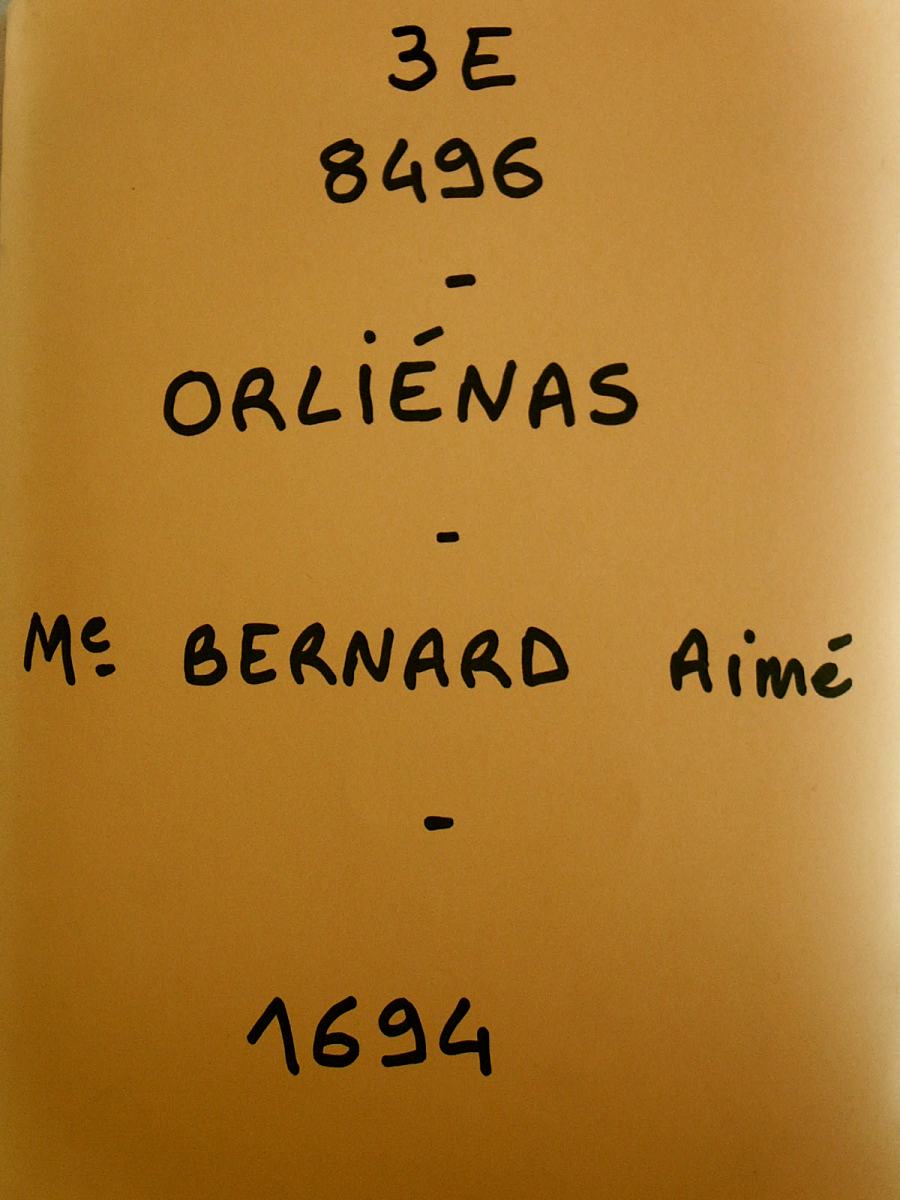 3E
8496
-
ORLiÉNAS
-
Me BERNARD Aimé
-
1694